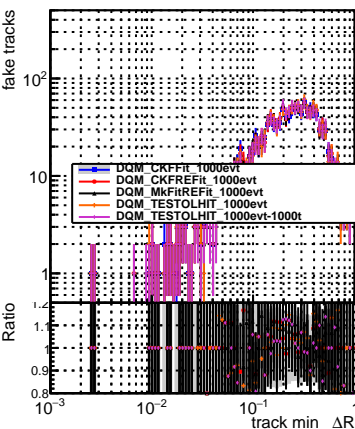 fake tracks
10²
10
1
DQM_CKFFit_1000evt
DQM_CKFREFit_1000evt
DQM_MkFitREFit_1000evt
DQM_TESTOLHIT_1000evt
DQM_TESTOLHIT_1000evt-1000t
Ratio
1.2
1.1
1
0.9
0.8
10⁻³ 10⁻² 10⁻¹ 1
track min ΔR